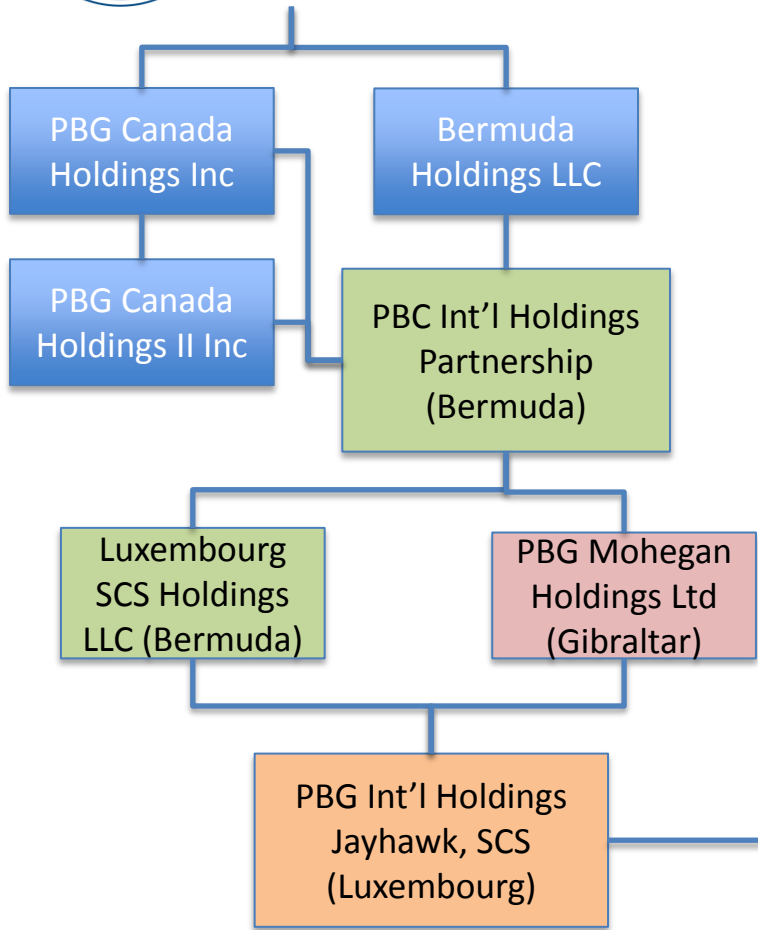 PBG Canada
Holdings Inc
Bermuda
Holdings LLC
PBG Canada
Holdings II Inc
PBC Int’l Holdings
Partnership
(Bermuda)
Luxembourg
SCS Holdings
LLC (Bermuda)
PBG Mohegan
Holdings Ltd
(Gibraltar)
PBG Int’l Holdings
Jayhawk, SCS
(Luxembourg)